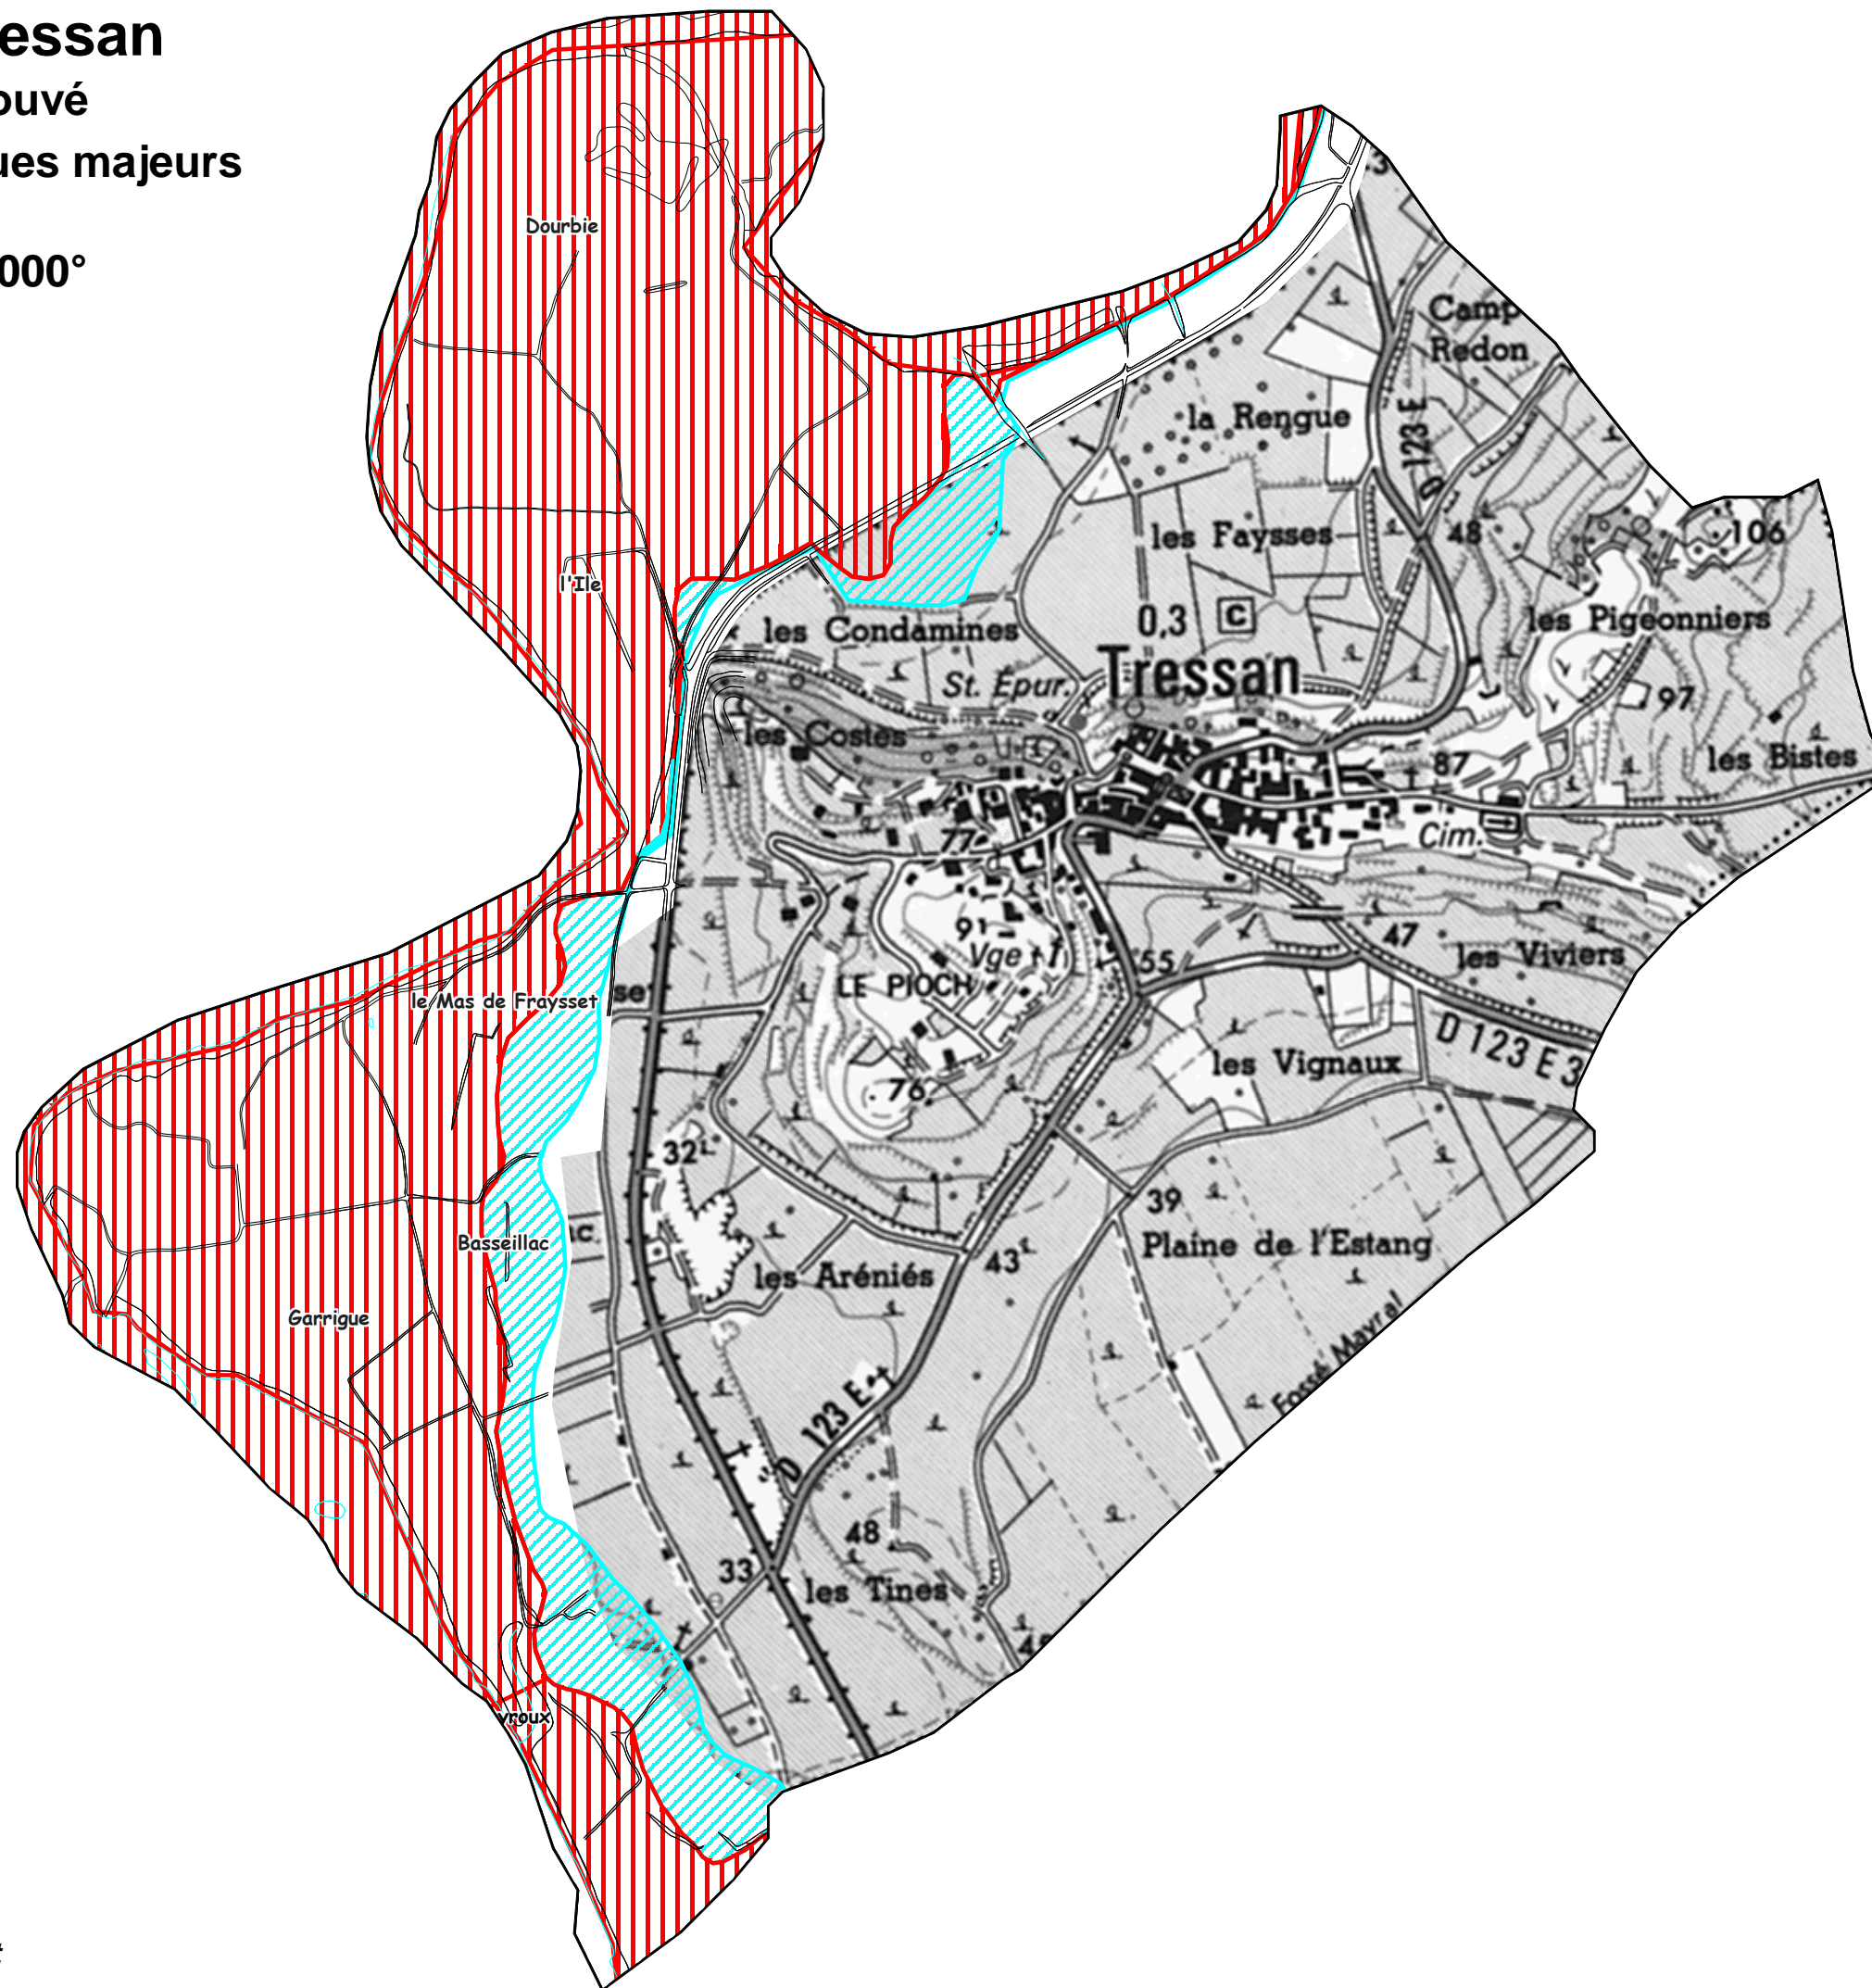 essan
ouvé
ues majeurs
000°
Dourbie
Camp
Redon
la Rengue
D 123 E
les Faysses
48
106
l'Ile
0,3
C
les Pigeonniers
les Condamines
Tressan
St. Épur.
97
les Costes
87
les Bistes
77
Cim.
91
Vge
47
les Viviers
55
le Mas de Fraysset
set
LE PIOCH
D 123 E 3
les Vignaux
76
32
39
Basseillac
ac
Plaine de l'Estang
43
les Aréniés
Garrigue
Fossé Mayral
D 123 E
48
33
les Tines
vroux